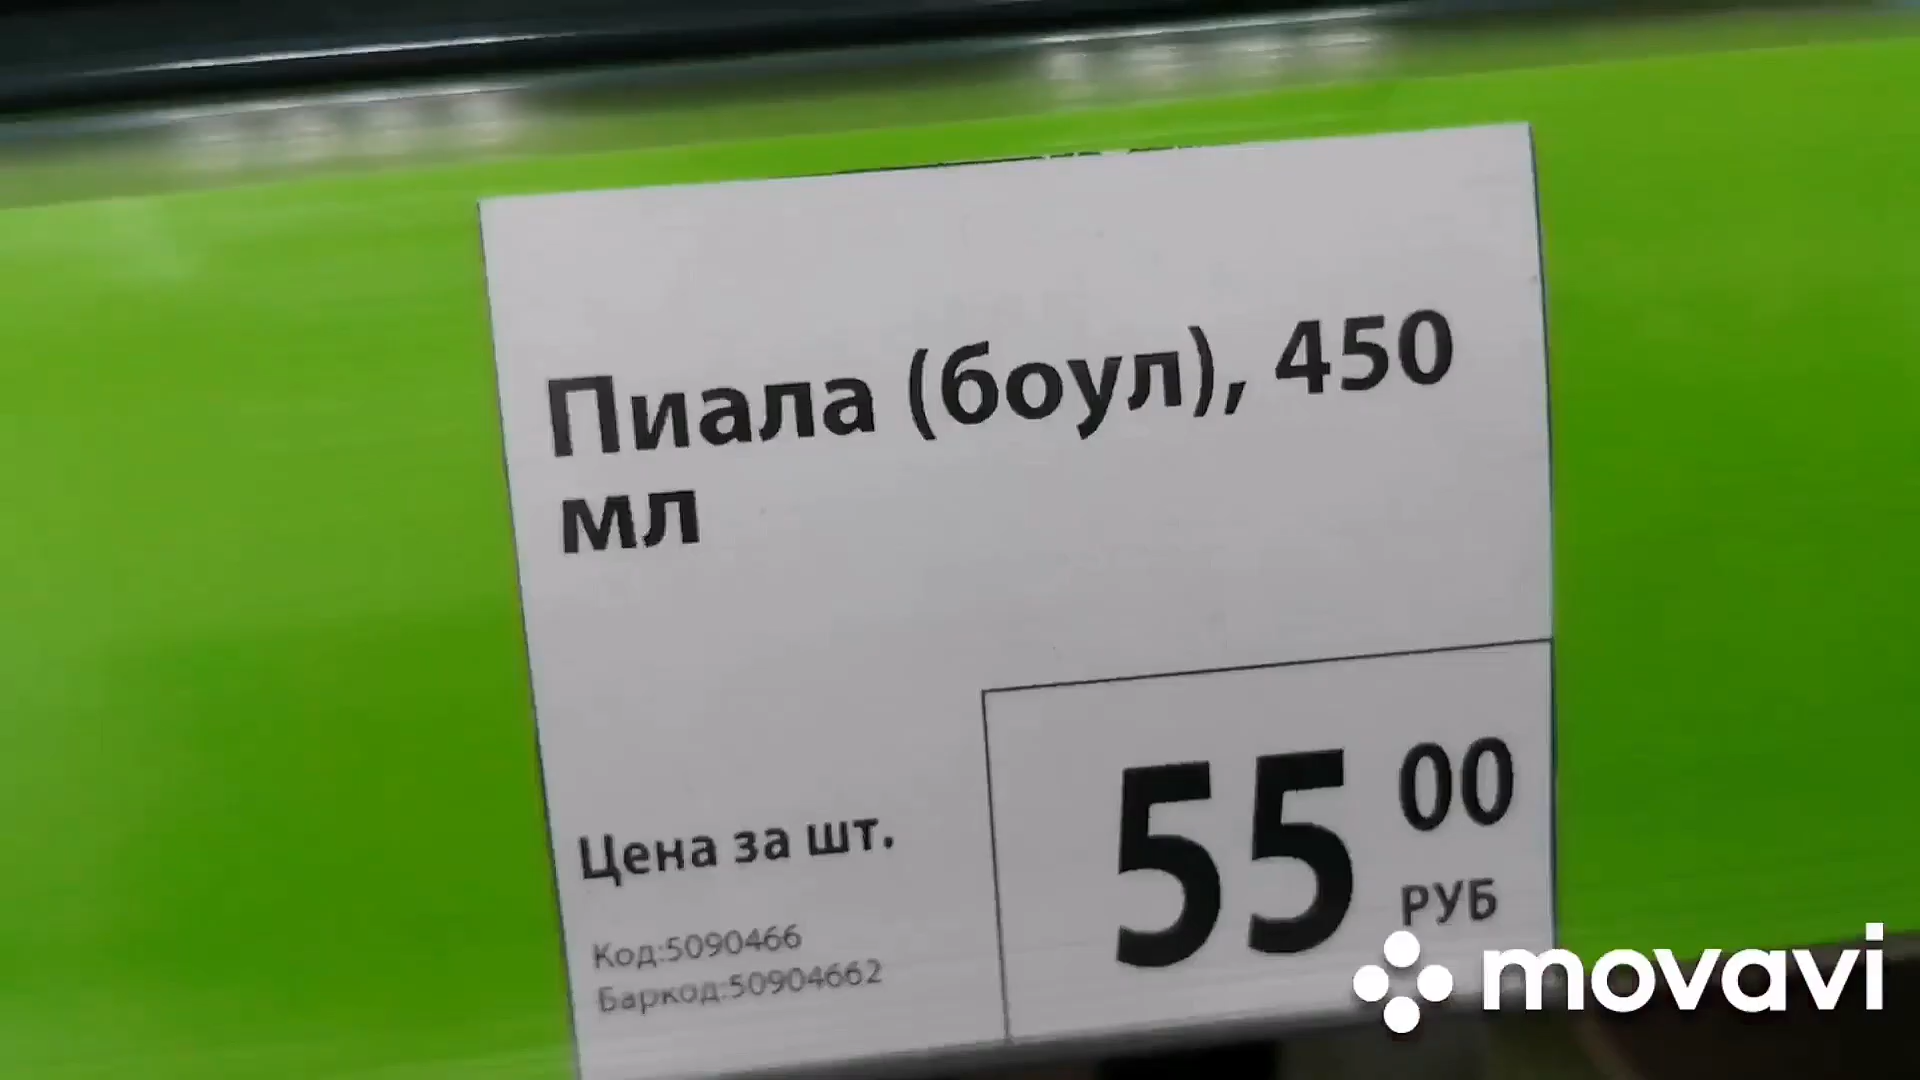 Пиала (боул), 450
мл
Цена за шт.
55 00
РУБ
Код:5090466
Баркод:50904662
movavi